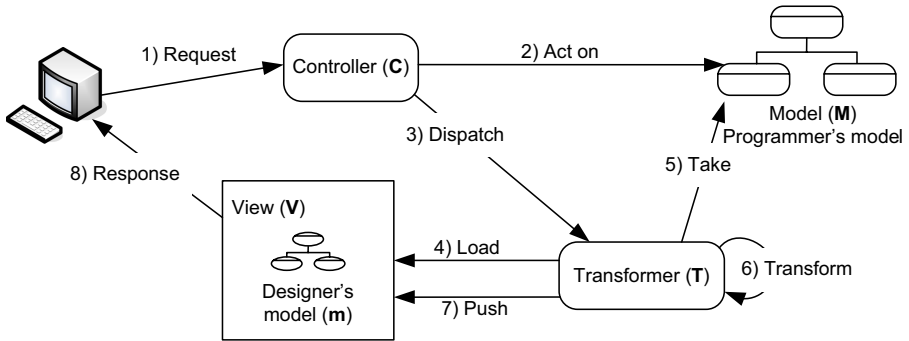 1) Request
Controller (C)
2) Act on
Model (M)
Programmer's model
3) Dispatch
5) Take
8) Response
View (V)
Designer's
model (m)
4) Load
7) Push
Transformer (T)
6) Transform